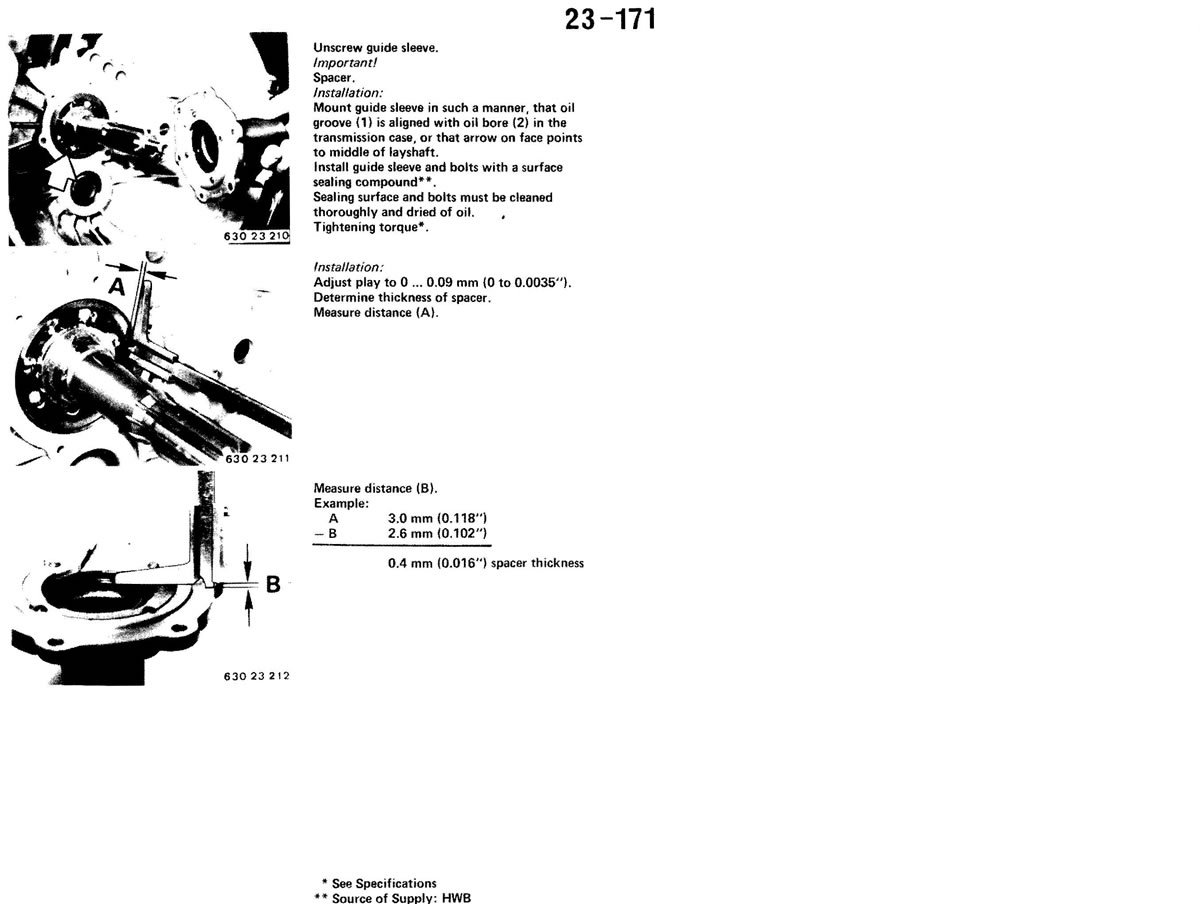 23-171
Unscrew guide sleeve.
Important!
Spacer.
Installation:
Mount guide sleeve in such a manner, that oil
groove (1) is aligned with oil bore (2) in the
transmission case, or that arrow on face points
to middle of layshaft.
Install guide sleeve and bolts with a surface
sealing compound**.
Sealing surface and bolts must be cleaned
thoroughly and dried of oil.
Tightening torque*.
630 23 210
Installation:
Adjust play to 0 ... 0.09 mm (0 to 0.0035″).
Determine thickness of spacer.
Measure distance (A).
A
630 23 211
Measure distance (B).
Example:
A 3.0 mm (0.118″)
– B 2.6 mm (0.102″)
0.4 mm (0.016″) spacer thickness
B
630 23 212
* See Specifications
** Source of Supply: HWB